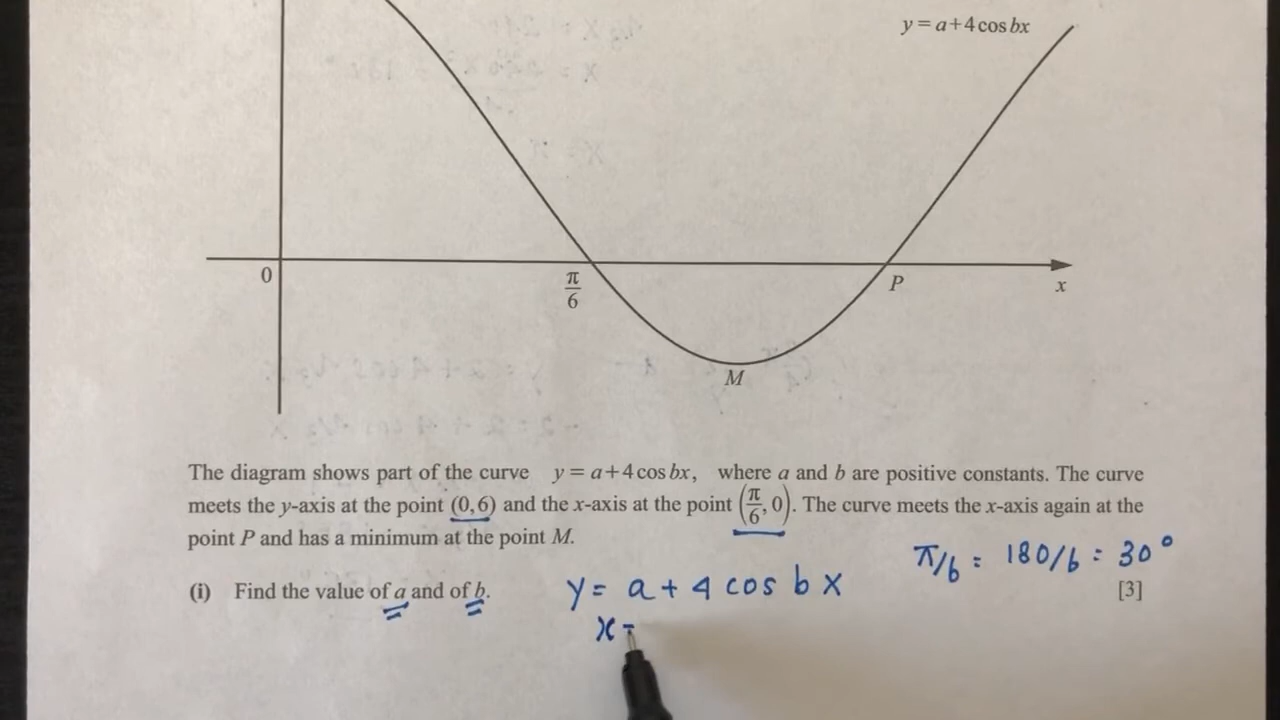 y = a + 4 cos bx
0
π/6
P
x
M
The diagram shows part of the curve y = a + 4 cos bx, where a and b are positive constants. The curve
meets the y-axis at the point (0, 6) and the x-axis at the point (π/6, 0). The curve meets the x-axis again at the
point P and has a minimum at the point M.
π/6 = 180/6 = 30°
(i) Find the value of a and of b.
y = a + 4 cos b x
[3]
x =